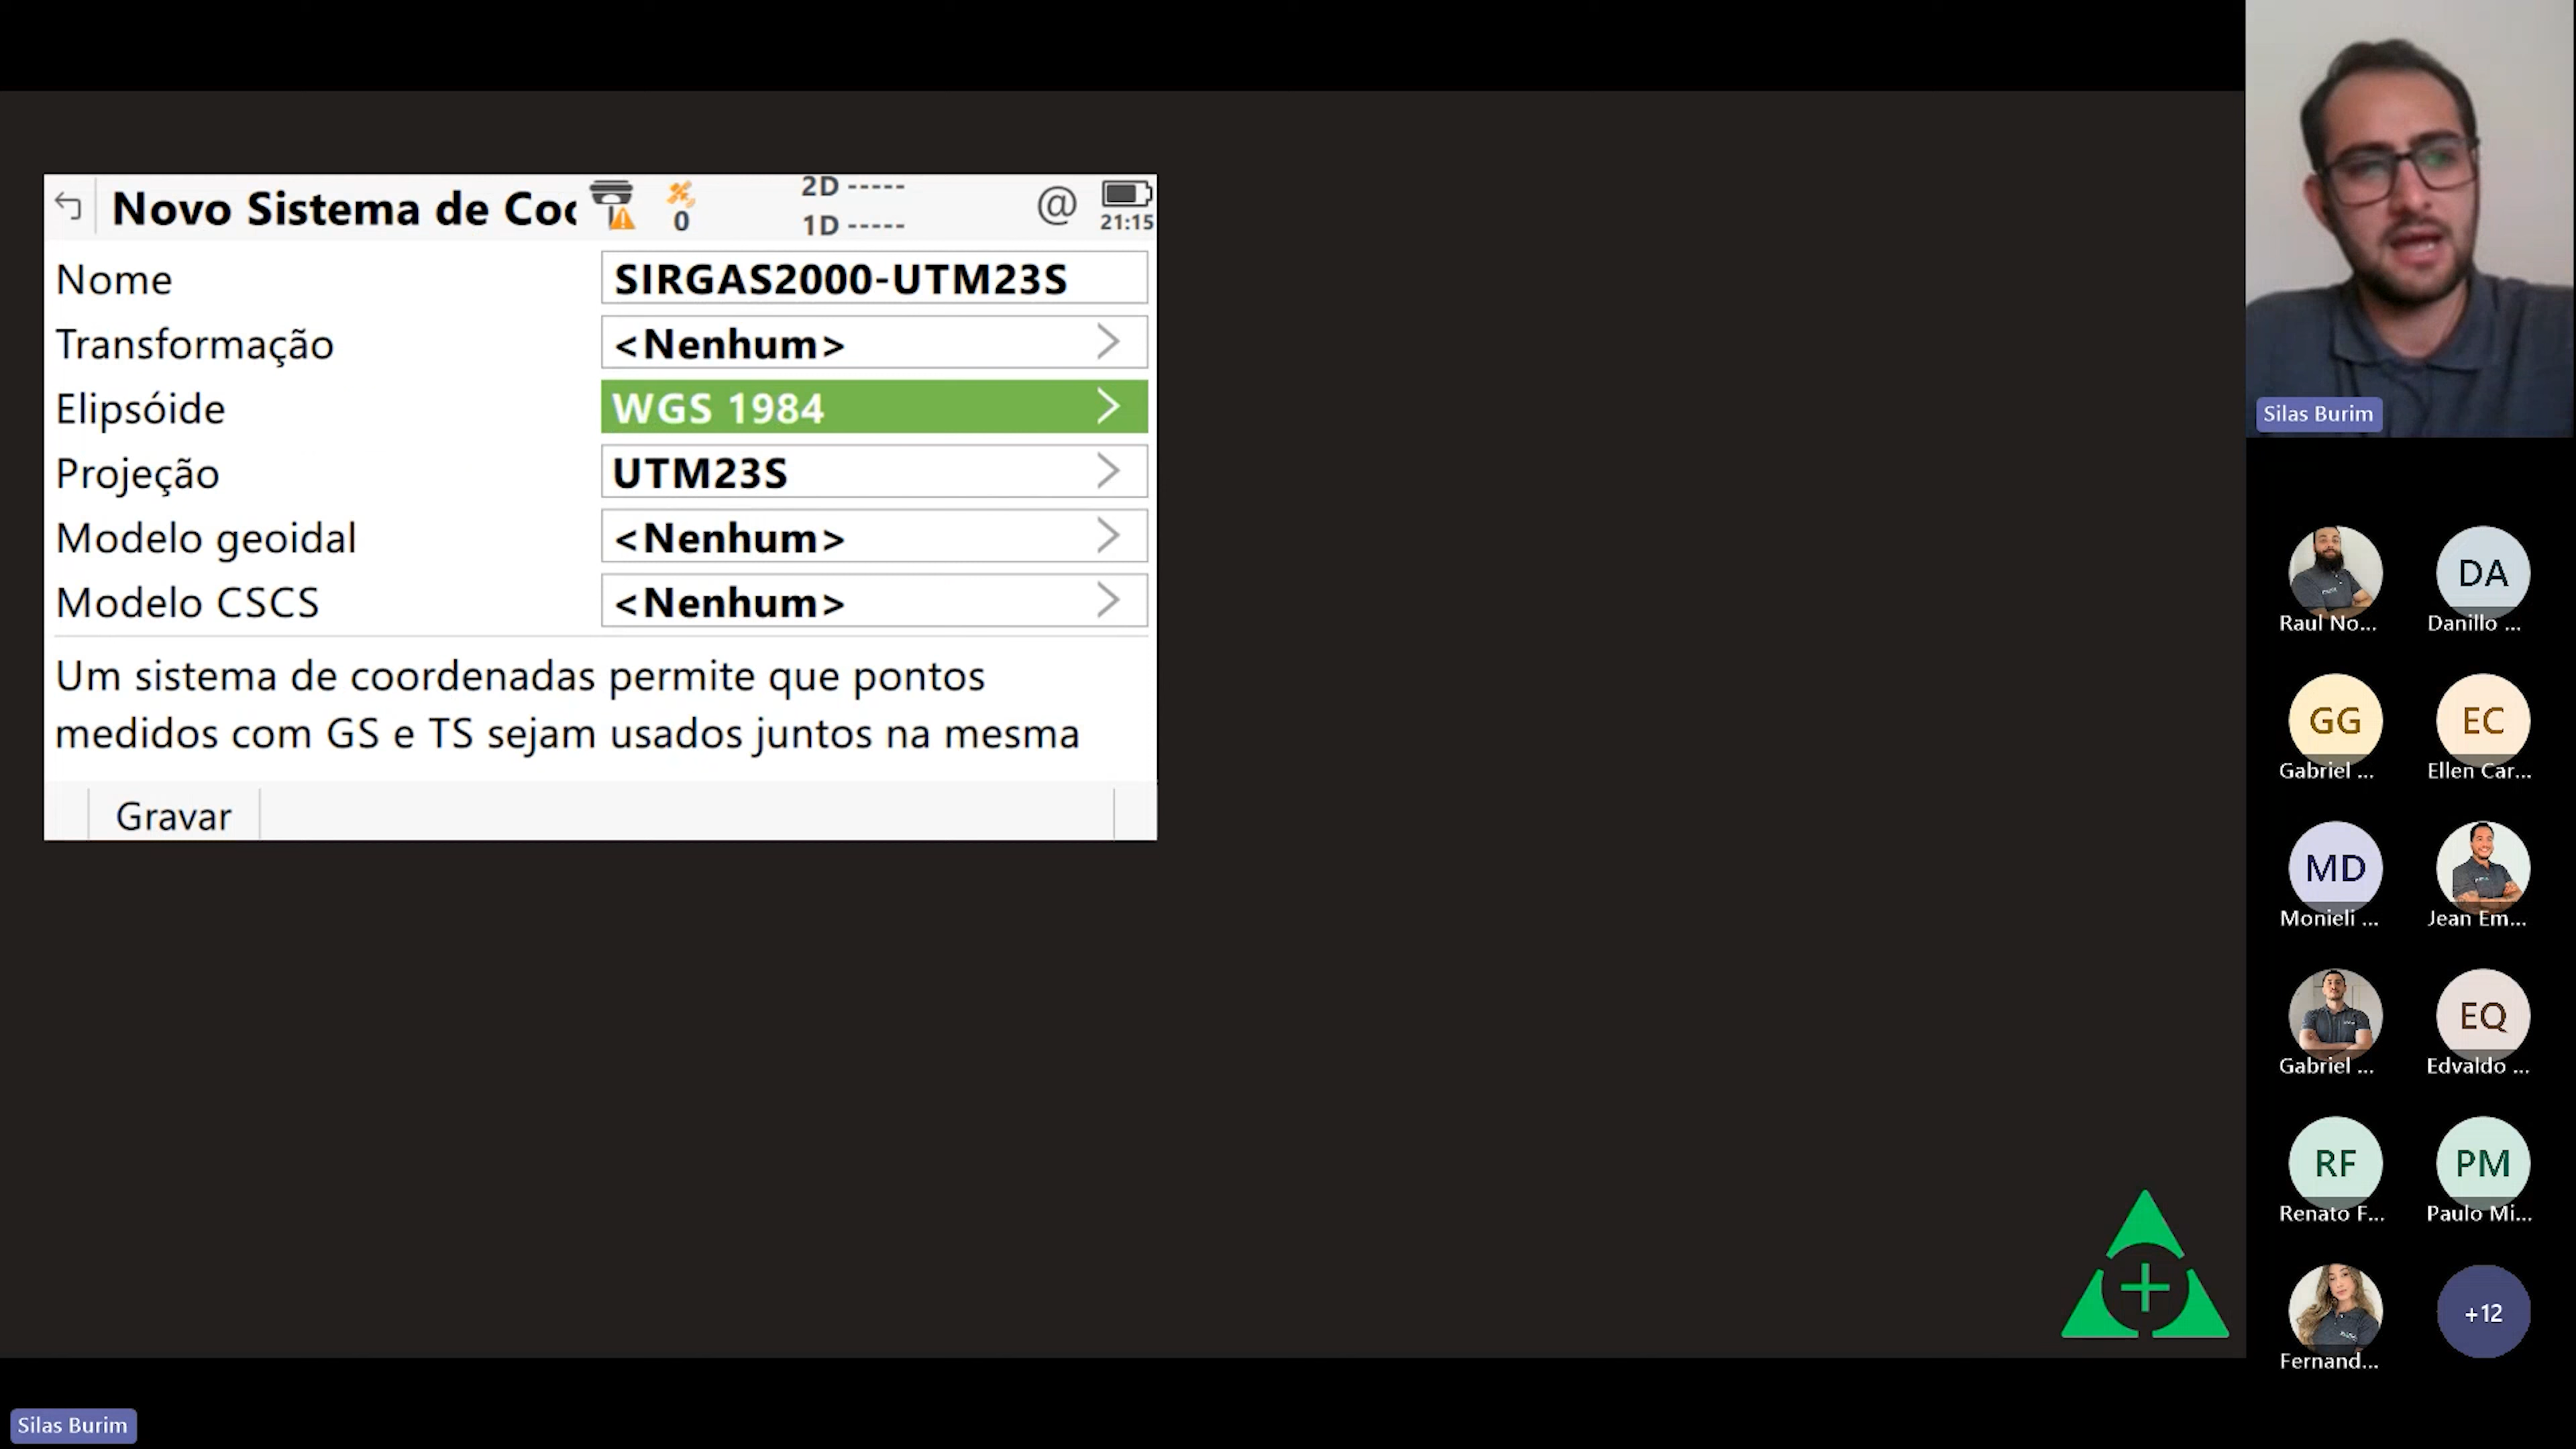 Novo Sistema de Coo
0
2D -----
1D -----
@
21:15
Nome
SIRGAS2000-UTM23S
Transformação
<Nenhum>
Elipsóide
WGS 1984
Projeção
UTM23S
Modelo geoidal
<Nenhum>
Modelo CSCS
<Nenhum>
Um sistema de coordenadas permite que pontos
medidos com GS e TS sejam usados juntos na mesma
Gravar
Silas Burim
Raul No...
DA
Danillo ...
GG
Gabriel ...
EC
Ellen Car...
MD
Monieli ...
Jean Em...
Gabriel ...
EQ
Edvaldo ...
RF
Renato F...
PM
Paulo Mi...
Fernand...
+12
Silas Burim